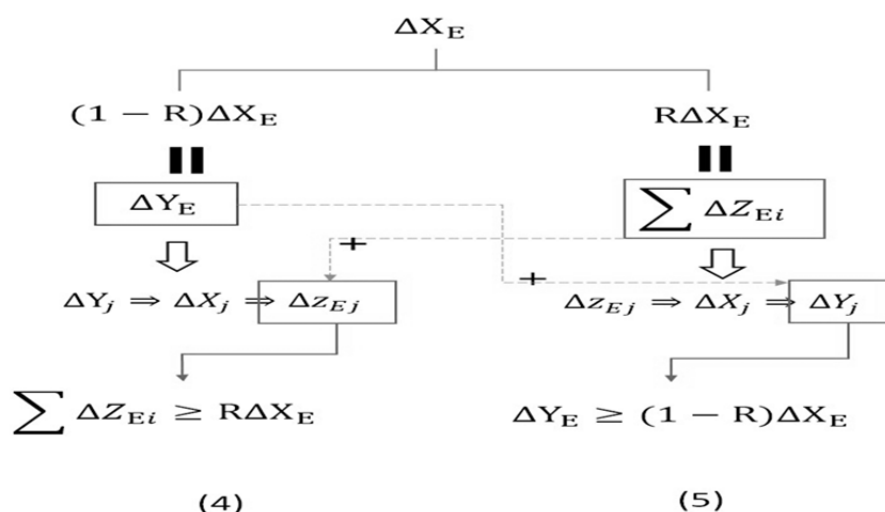 ΔX_E
(1 − R)ΔX_E RΔX_E
ΔY_E ∑ ΔZ_Ei
+
+
ΔY_j ⇒ ΔX_j ⇒ Δz_Ej Δz_Ej ⇒ ΔX_j ⇒ ΔY_j
∑ ΔZ_Ei ≥ RΔX_E ΔY_E ≥ (1 − R)ΔX_E
(4) (5)